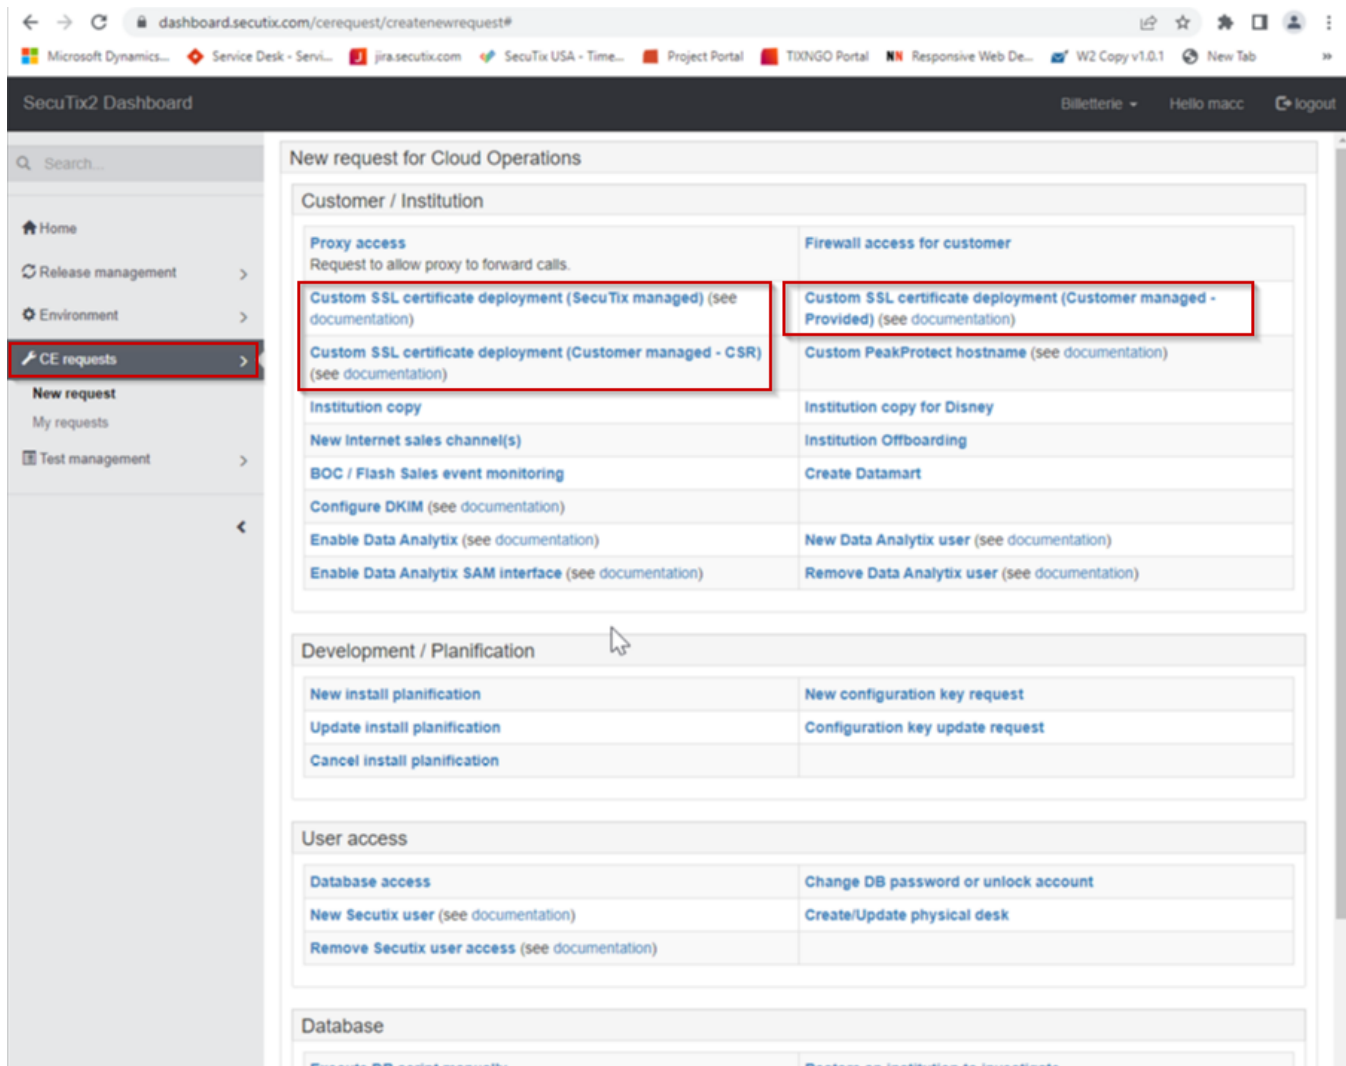 dashboard.secutix.com/cerequest/createnewrequest#
Microsoft Dynamics... Service Desk - Servi... jira.secutix.com SecuTix USA - Time... Project Portal TIXNGO Portal NN Responsive Web De... W2 Copy v1.0.1 New Tab »
SecuTix2 Dashboard Billetterie Hello macc logout
Search...
Home
Release management
Environment
CE requests
New request
My requests
Test management
New request for Cloud Operations
Customer / Institution
Proxy access
Request to allow proxy to forward calls.
Firewall access for customer
Custom SSL certificate deployment (SecuTix managed) (see
documentation)
Custom SSL certificate deployment (Customer managed -
Provided) (see documentation)
Custom SSL certificate deployment (Customer managed - CSR)
(see documentation)
Custom PeakProtect hostname (see documentation)
Institution copy
Institution copy for Disney
New Internet sales channel(s)
Institution Offboarding
BOC / Flash Sales event monitoring
Create Datamart
Configure DKIM (see documentation)
Enable Data Analytix (see documentation)
New Data Analytix user (see documentation)
Enable Data Analytix SAM interface (see documentation)
Remove Data Analytix user (see documentation)
Development / Planification
New install planification
New configuration key request
Update install planification
Configuration key update request
Cancel install planification
User access
Database access
Change DB password or unlock account
New Secutix user (see documentation)
Create/Update physical desk
Remove Secutix user access (see documentation)
Database